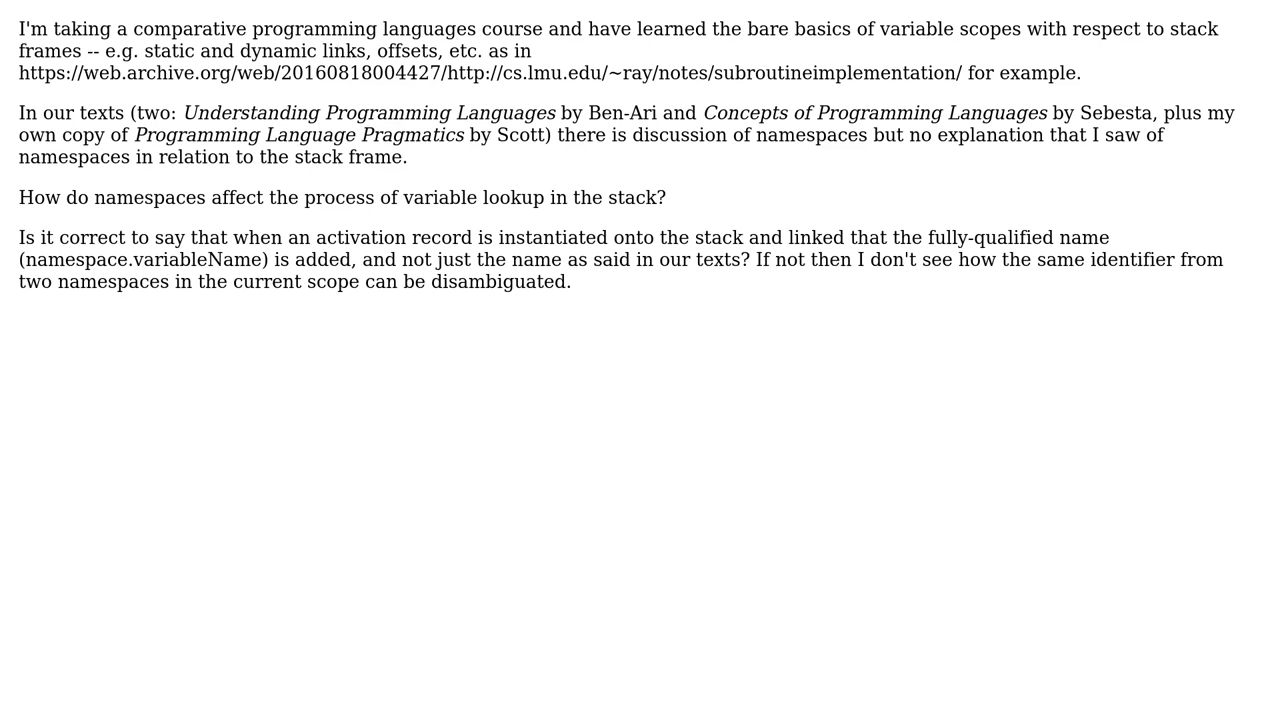 I'm taking a comparative programming languages course and have learned the bare basics of variable scopes with respect to stack
frames -- e.g. static and dynamic links, offsets, etc. as in
https://web.archive.org/web/20160818004427/http://cs.lmu.edu/~ray/notes/subroutineimplementation/ for example.
In our texts (two: Understanding Programming Languages by Ben-Ari and Concepts of Programming Languages by Sebesta, plus my
own copy of Programming Language Pragmatics by Scott) there is discussion of namespaces but no explanation that I saw of
namespaces in relation to the stack frame.
How do namespaces affect the process of variable lookup in the stack?
Is it correct to say that when an activation record is instantiated onto the stack and linked that the fully-qualified name
(namespace.variableName) is added, and not just the name as said in our texts? If not then I don't see how the same identifier from
two namespaces in the current scope can be disambiguated.